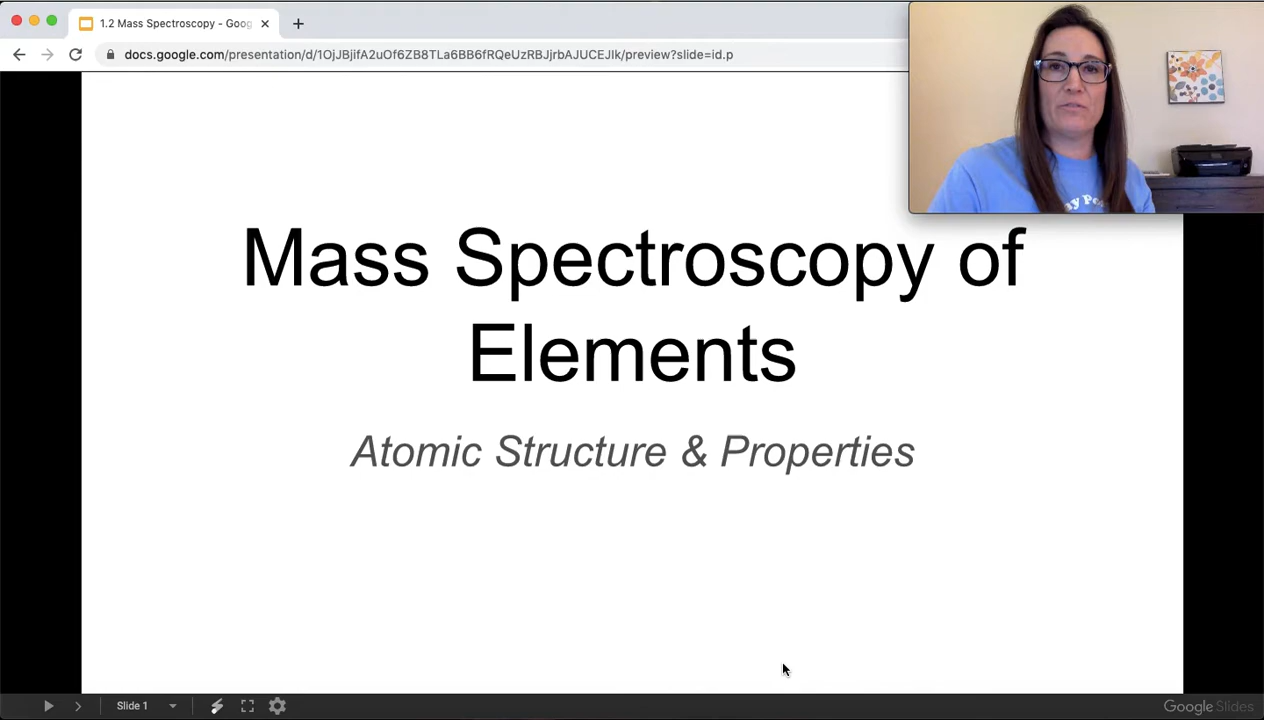 1.2 Mass Spectroscopy - Goog
docs.google.com/presentation/d/1OjJBjifA2uOf6ZB8TLa6BB6fRQeUzRBJjrbAJUCEJlk/preview?slide=id.p
Mass Spectroscopy of
Elements
Atomic Structure & Properties
Slide 1
Google Slides